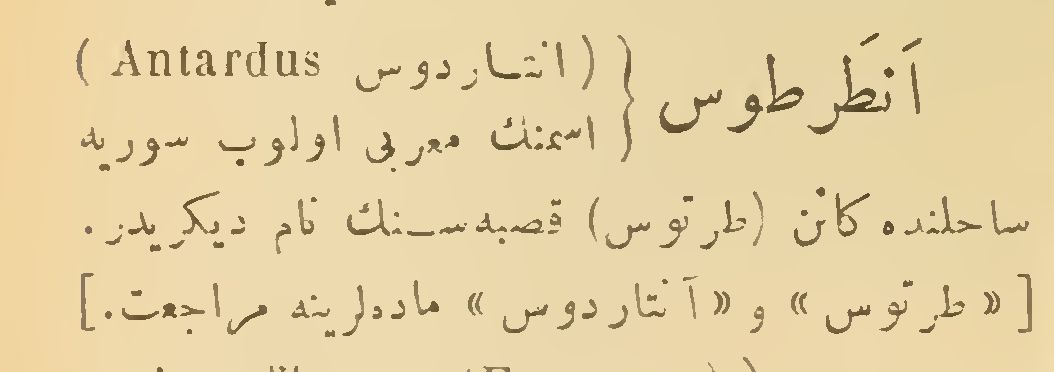 اَنطَرطوس } (انتاردوس Antardus)
اسمنك معربی اولوب سوریه
ساحلنده كائن (طرتوس) قصبه‌سنك نام دیكریدر.
[«طرتوس» و «آنتاردوس» ماده‌لرینه مراجعت.]